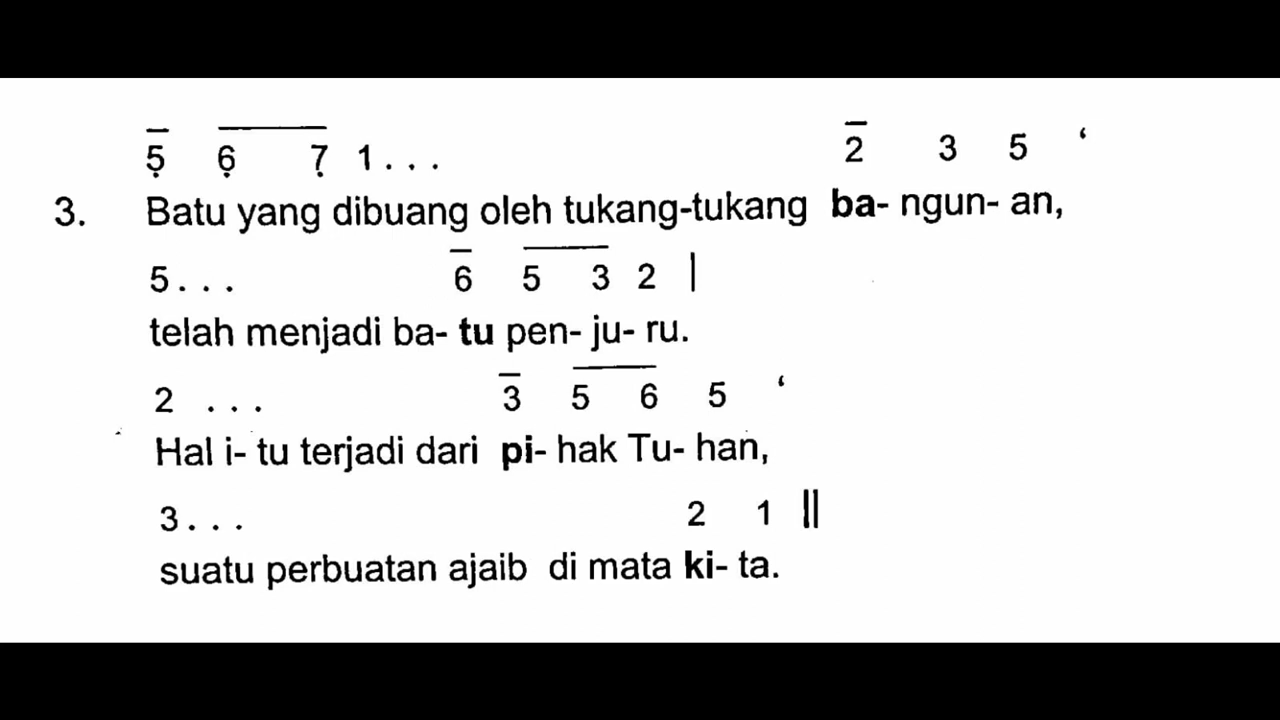 5̣ 6̣ 7̣ 1 . . . 2 3 5 ‘
3. Batu yang dibuang oleh tukang-tukang ba- ngun- an,
5 . . . 6 5 3 2 |
telah menjadi ba- tu pen- ju- ru.
2 . . . 3 5 6 5 ‘
Hal i- tu terjadi dari pi- hak Tu- han,
3 . . . 2 1 ||
suatu perbuatan ajaib di mata ki- ta.